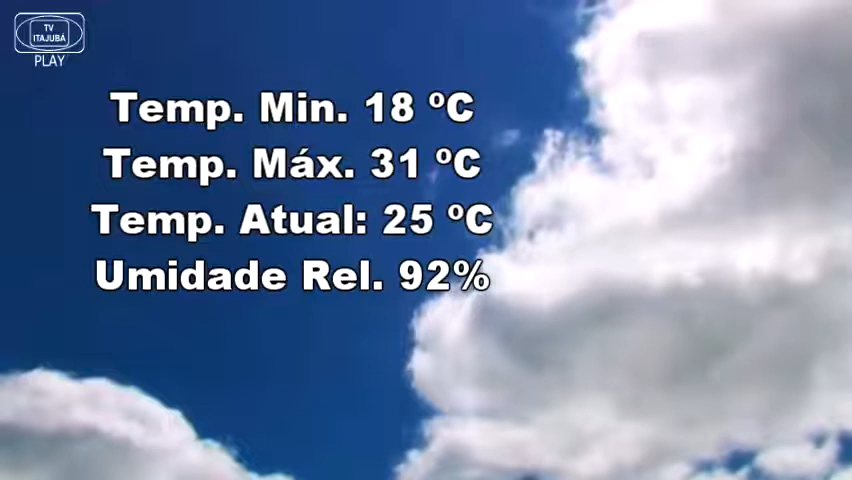 TV
ITAJUBÁ
PLAY
Temp. Min. 18 ºC
Temp. Máx. 31 ºC
Temp. Atual: 25 ºC
Umidade Rel. 92%